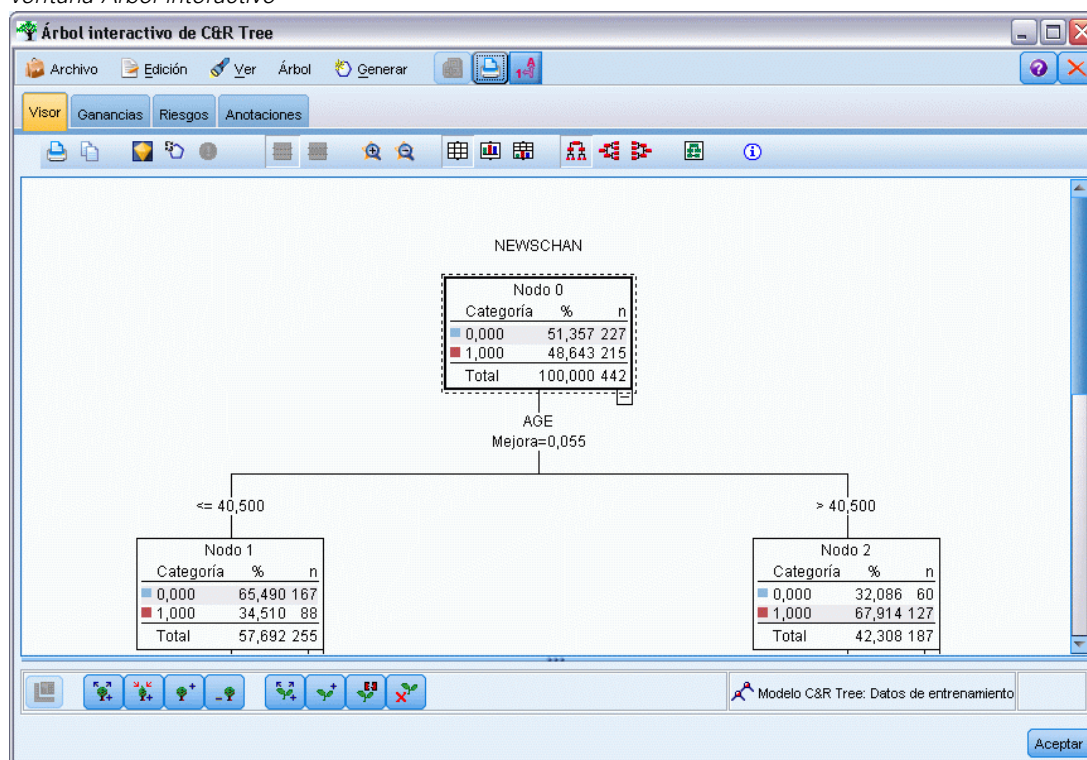 Ventana Árbol interactivo
Árbol interactivo de C&R Tree
Archivo Edición Ver Árbol Generar
Visor Ganancias Riesgos Anotaciones
NEWSCHAN
Nodo 0
Categoría % n
0,000 51,357 227
1,000 48,643 215
Total 100,000 442
AGE
Mejora=0,055
<= 40,500
> 40,500
Nodo 1
Categoría % n
0,000 65,490 167
1,000 34,510 88
Total 57,692 255
Nodo 2
Categoría % n
0,000 32,086 60
1,000 67,914 127
Total 42,308 187
Modelo C&R Tree: Datos de entrenamiento
Aceptar